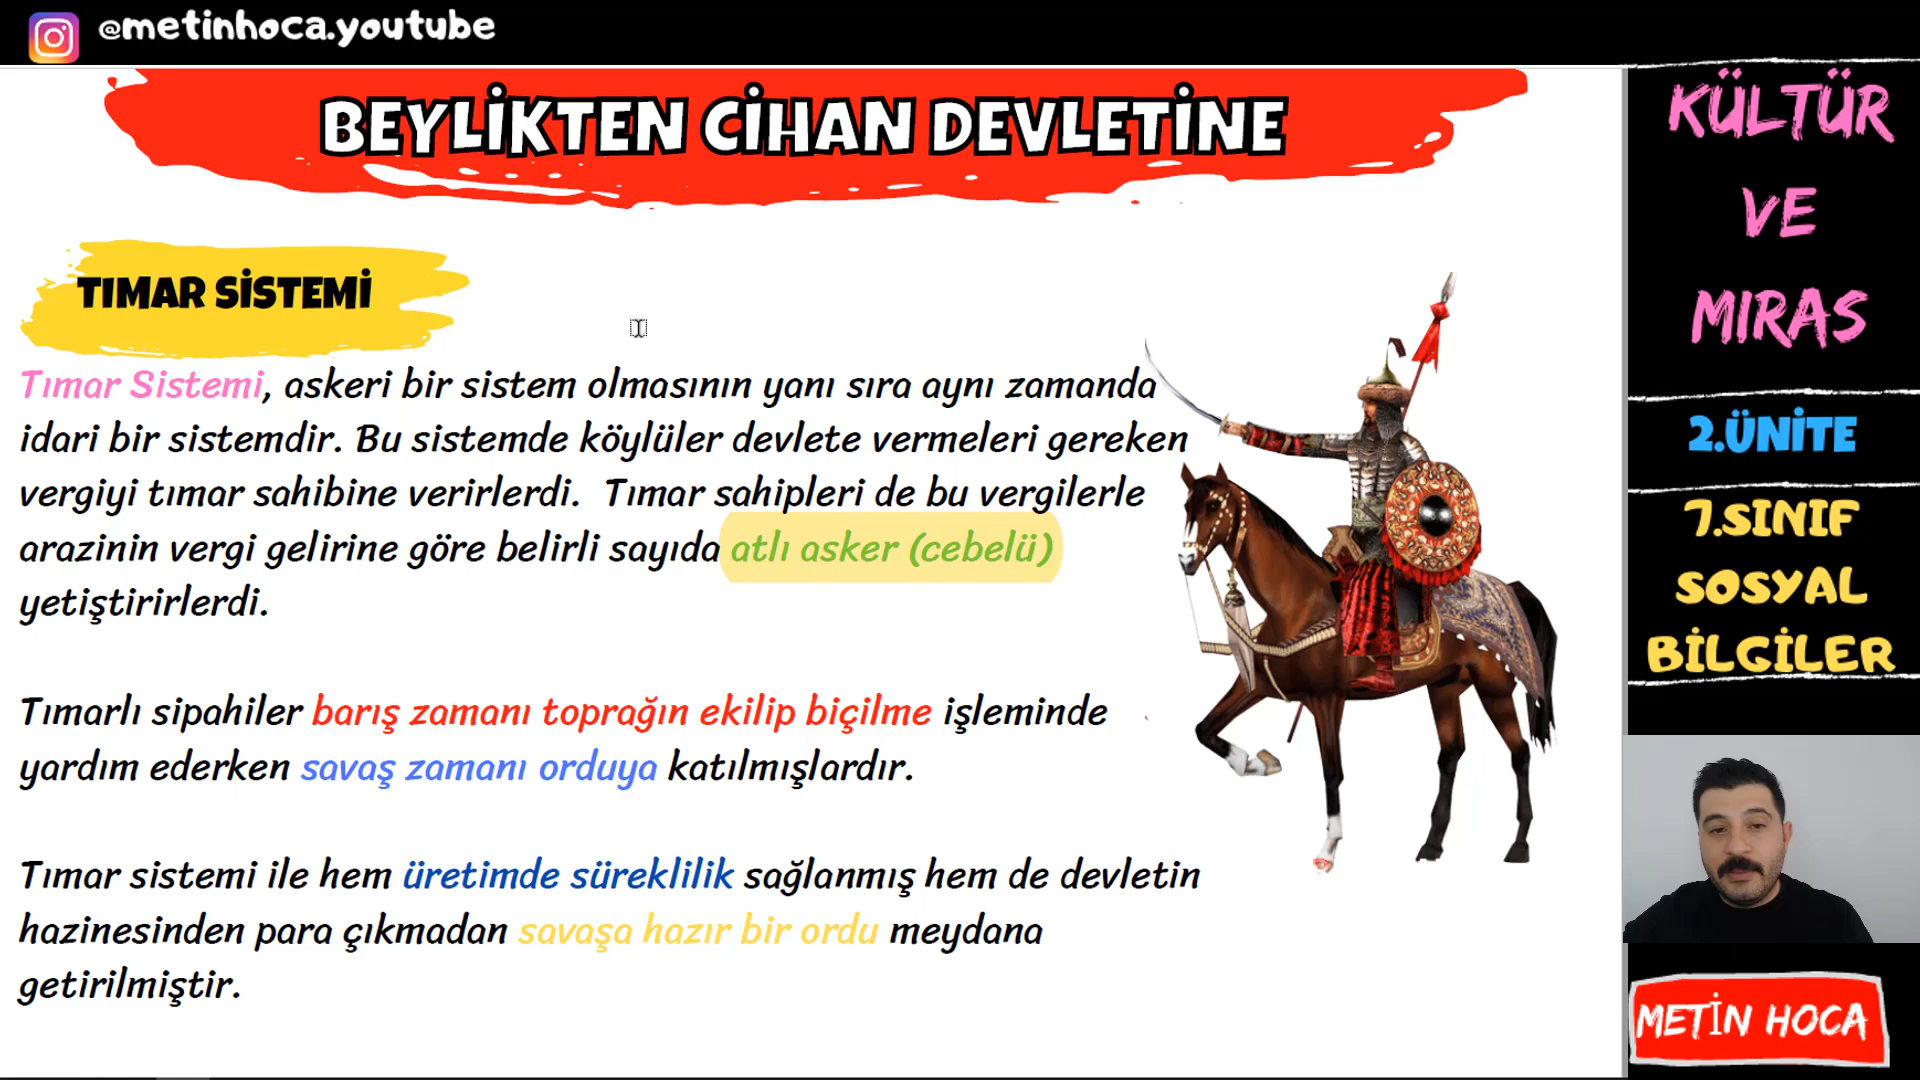 @metinhoca.youtube
BEYLİKTEN CİHAN DEVLETİNE
TIMAR SİSTEMİ
Tımar Sistemi, askeri bir sistem olmasının yanı sıra aynı zamanda
idari bir sistemdir. Bu sistemde köylüler devlete vermeleri gereken
vergiyi tımar sahibine verirlerdi. Tımar sahipleri de bu vergilerle
arazinin vergi gelirine göre belirli sayıda atlı asker (cebelü)
yetiştirirlerdi.
Tımarlı sipahiler barış zamanı toprağın ekilip biçilme işleminde
yardım ederken savaş zamanı orduya katılmışlardır.
Tımar sistemi ile hem üretimde süreklilik sağlanmış hem de devletin
hazinesinden para çıkmadan savaşa hazır bir ordu meydana
getirilmiştir.
KÜLTÜR
VE
MIRAS
2.ÜNİTE
7.SINIF
SOSYAL
BİLGİLER
METİN HOCA